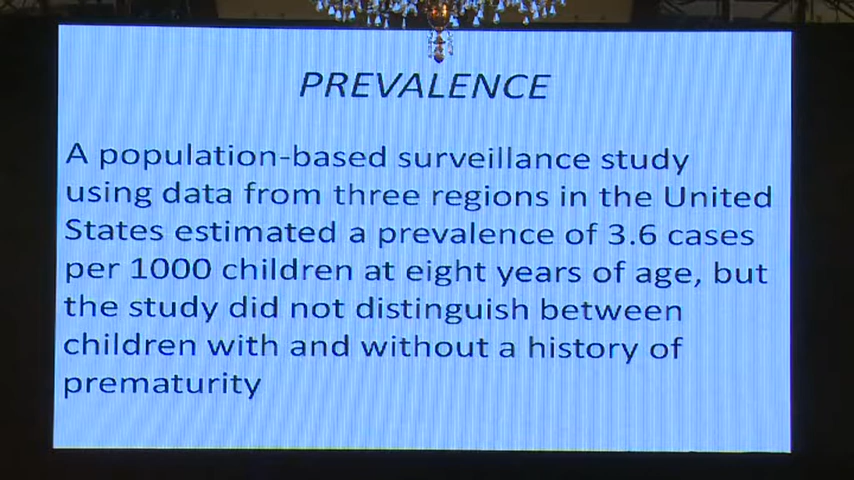 PREVALENCE
A population-based surveillance study
using data from three regions in the United
States estimated a prevalence of 3.6 cases
per 1000 children at eight years of age, but
the study did not distinguish between
children with and without a history of
prematurity